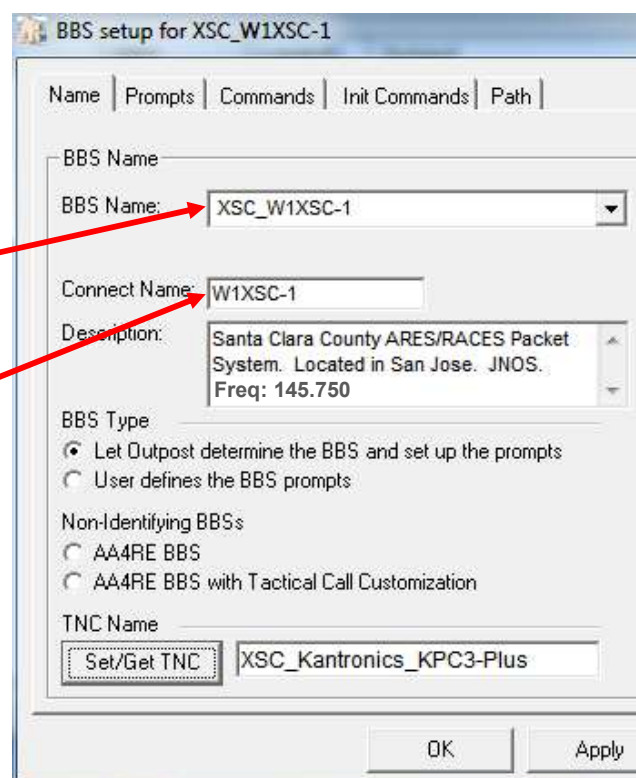 BBS setup for XSC_W1XSC-1
Name Prompts Commands Init Commands Path
BBS Name
BBS Name: XSC_W1XSC-1
Connect Name: W1XSC-1
Description: Santa Clara County ARES/RACES Packet
System. Located in San Jose. JNOS.
Freq: 145.750
BBS Type
Let Outpost determine the BBS and set up the prompts
User defines the BBS prompts
Non-Identifying BBSs
AA4RE BBS
AA4RE BBS with Tactical Call Customization
TNC Name
Set/Get TNC XSC_Kantronics_KPC3-Plus
OK Apply